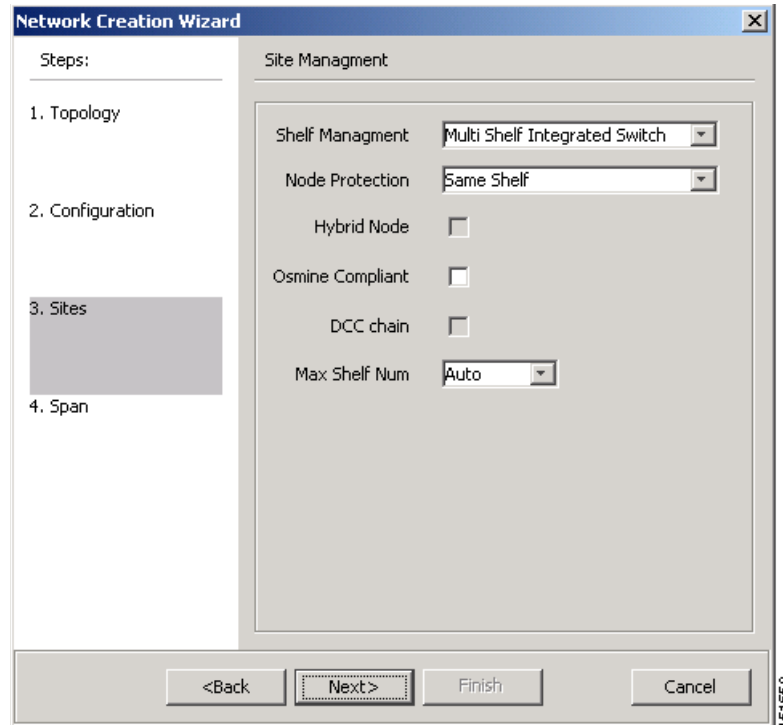 Network Creation Wizard
Steps:
Site Managment
1. Topology
2. Configuration
3. Sites
4. Span
Shelf Managment Multi Shelf Integrated Switch
Node Protection Same Shelf
Hybrid Node
Osmine Compliant
DCC chain
Max Shelf Num Auto
<Back Next> Finish Cancel